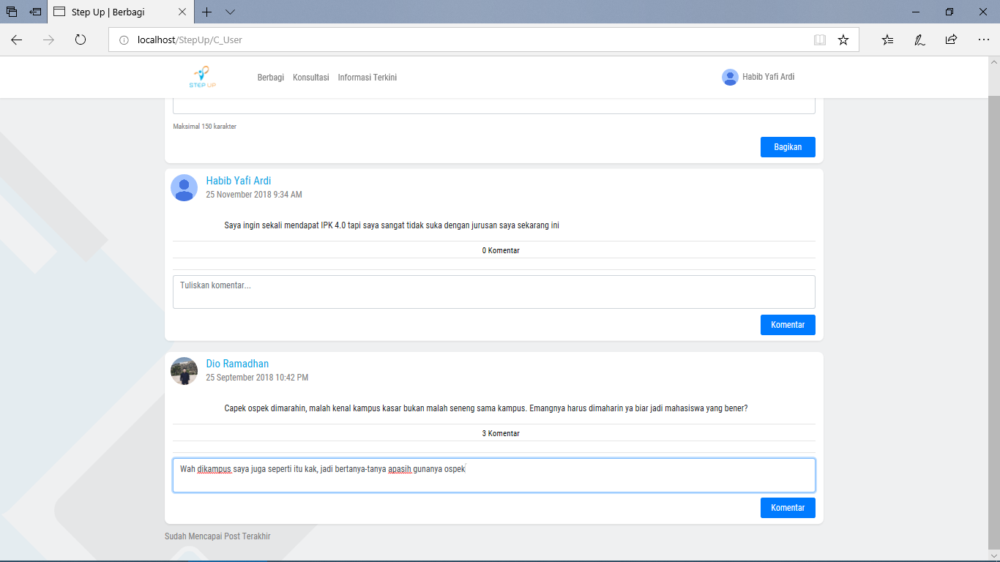 Step Up | Berbagi
localhost/StepUp/C_User
STEP UP
Berbagi Konsultasi Informasi Terkini
Habib Yafi Ardi
Maksimal 150 karakter
Bagikan
Habib Yafi Ardi
25 November 2018 9:34 AM
Saya ingin sekali mendapat IPK 4.0 tapi saya sangat tidak suka dengan jurusan saya sekarang ini
0 Komentar
Tuliskan komentar...
Komentar
Dio Ramadhan
25 September 2018 10:42 PM
Capek ospek dimarahin, malah kenal kampus kasar bukan malah seneng sama kampus. Emangnya harus dimaharin ya biar jadi mahasiswa yang bener?
3 Komentar
Wah dikampus saya juga seperti itu kak, jadi bertanya-tanya apasih gunanya ospek
Komentar
Sudah Mencapai Post Terakhir